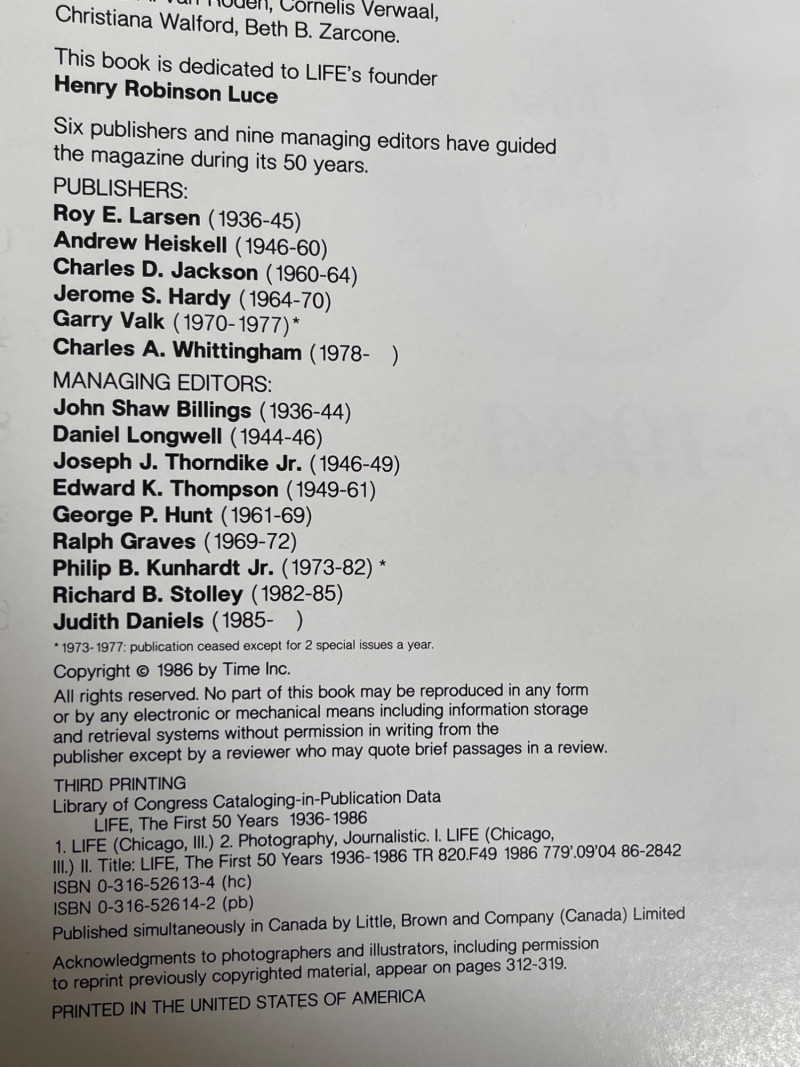 Roden, Cornelis Verwaal,
Christiana Walford, Beth B. Zarcone.
This book is dedicated to LIFE's founder
Henry Robinson Luce
Six publishers and nine managing editors have guided
the magazine during its 50 years.
PUBLISHERS:
Roy E. Larsen (1936-45)
Andrew Heiskell (1946-60)
Charles D. Jackson (1960-64)
Jerome S. Hardy (1964-70)
Garry Valk (1970-1977)*
Charles A. Whittingham (1978- )
MANAGING EDITORS:
John Shaw Billings (1936-44)
Daniel Longwell (1944-46)
Joseph J. Thorndike Jr. (1946-49)
Edward K. Thompson (1949-61)
George P. Hunt (1961-69)
Ralph Graves (1969-72)
Philip B. Kunhardt Jr. (1973-82) *
Richard B. Stolley (1982-85)
Judith Daniels (1985- )
*1973-1977: publication ceased except for 2 special issues a year.
Copyright © 1986 by Time Inc.
All rights reserved. No part of this book may be reproduced in any form
or by any electronic or mechanical means including information storage
and retrieval systems without permission in writing from the
publisher except by a reviewer who may quote brief passages in a review.
THIRD PRINTING
Library of Congress Cataloging-in-Publication Data
LIFE, The First 50 Years 1936-1986
1. LIFE (Chicago, Ill.) 2. Photography, Journalistic. I. LIFE (Chicago,
Ill.) II. Title: LIFE, The First 50 Years 1936-1986 TR 820.F49 1986 779'.09'04 86-2842
ISBN 0-316-52613-4 (hc)
ISBN 0-316-52614-2 (pb)
Published simultaneously in Canada by Little, Brown and Company (Canada) Limited
Acknowledgments to photographers and illustrators, including permission
to reprint previously copyrighted material, appear on pages 312-319.
PRINTED IN THE UNITED STATES OF AMERICA